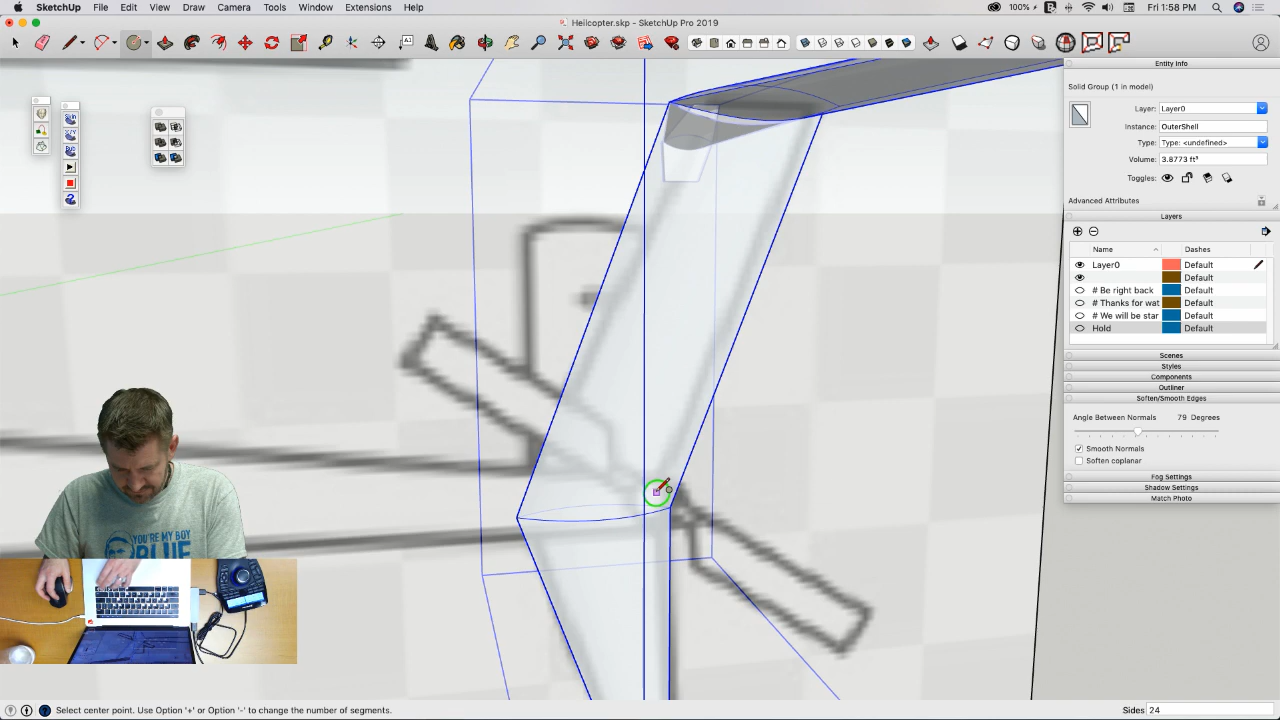 SketchUp File Edit View Camera Draw Tools Window Extensions Help
100% Fri 1:58 PM
Helicopter.skp - SketchUp Pro 2019
Entity Info
Solid Group (1 in model)
Layer: Layer0
Instance: OuterShell
Type: Type: <undefined>
Volume: 3.8773 ft³
Toggles:
Advanced Attributes
Layers
Name Dashes
Layer0 Default
Default
# Be right back Default
# Thanks for wat Default
# We will be star Default
Hold Default
Scenes
Styles
Components
Outliner
Soften/Smooth Edges
Angle Between Normals 79 Degrees
Smooth Normals
Soften coplanar
Fog Settings
Shadow Settings
Match Photo
YOU'RE MY BOY
BLUE
Select center point. Use Option '+' or Option '-' to change the number of segments.
Sides 24